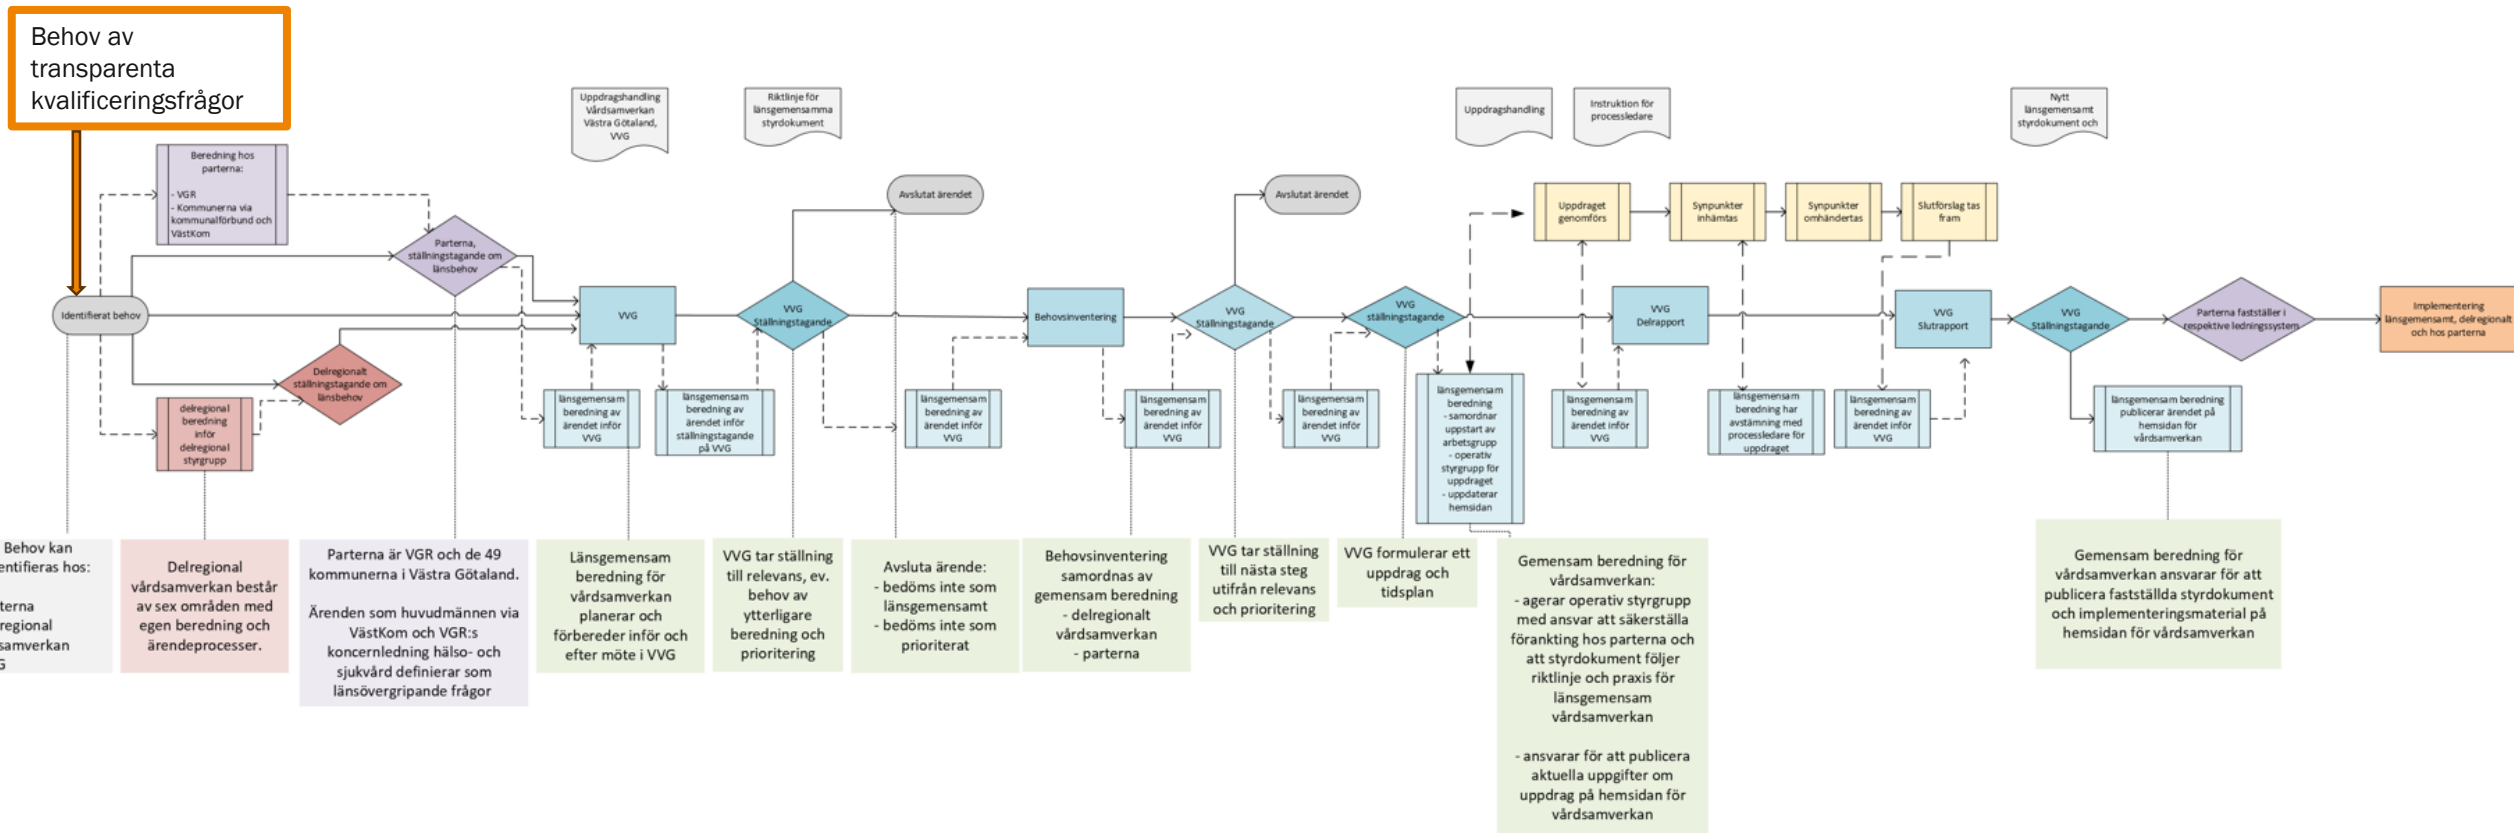 Behov av
transparenta
kvalificeringsfrågor
Uppdragshandling
Vårdsamverkan
Västra Götaland,
VVG
Riktlinje för
länsgemensamma
styrdokument
Uppdragshandling
Instruktion för
processledare
Nytt
länsgemensamt
styrdokument och
Beredning hos
parterna:
- VGR
- Kommunerna via
kommunalförbund och
VästKom
Parterna,
ställningstagande om
länsbehov
Avslutat ärendet
Avslutat ärendet
Uppdraget
genomförs
Synpunkter
inhämtas
Synpunkter
omhändertas
Slutförslag tas
fram
Identifierat behov
VVG
VVG
Ställningstagande
Behovsinventering
VVG
Ställningstagande
VVG
ställningstagande
VVG
Delrapport
VVG
Slutrapport
VVG
Ställningstagande
Parterna fastställer i
respektive ledningssystem
Implementering
länsgemensamt, delregionalt
och hos parterna
Delregionalt
ställningstagande om
länsbehov
delregional
beredning
inför
delregional
styrgrupp
länsgemensam
beredning av
ärendet inför
VVG
länsgemensam
beredning av
ärendet inför
ställningstagande
på VVG
länsgemensam
beredning av
ärendet inför
VVG
länsgemensam
beredning av
ärendet inför
VVG
länsgemensam
beredning av
ärendet inför
VVG
länsgemensam
beredning
- samordnar
uppstart av
arbetsgrupp
- operativ
styrgrupp för
uppdraget
- uppdaterar
hemsidan
länsgemensam
beredning av
ärendet inför
VVG
länsgemensam
beredning har
avstämning med
processledare för
uppdraget
länsgemensam
beredning av
ärendet inför
VVG
länsgemensam beredning
publicerar ärendet på
hemsidan för
vårdsamverkan
Behov kan
entifieras hos:
terna
regional
samverkan
G
Delregional
vårdsamverkan består
av sex områden med
egen beredning och
ärendeprocesser.
Parterna är VGR och de 49
kommunerna i Västra Götaland.
Ärenden som huvudmännen via
VästKom och VGR:s
koncernledning hälso- och
sjukvård definierar som
länsövergripande frågor
Länsgemensam
beredning för
vårdsamverkan
planerar och
förbereder inför och
efter möte i VVG
VVG tar ställning
till relevans, ev.
behov av
ytterligare
beredning och
prioritering
Avsluta ärende:
- bedöms inte som
länsgemensamt
- bedöms inte som
prioriterat
Behovsinventering
samordnas av
gemensam beredning
- delregionalt
vårdsamverkan
- parterna
VVG tar ställning
till nästa steg
utifrån relevans
och prioritering
VVG formulerar ett
uppdrag och
tidsplan
Gemensam beredning för
vårdsamverkan:
- agerar operativ styrgrupp
med ansvar att säkerställa
förankting hos parterna och
att styrdokument följer
riktlinje och praxis för
länsgemensam
vårdsamverkan
- ansvarar för att publicera
aktuella uppgifter om
uppdrag på hemsidan för
vårdsamverkan
Gemensam beredning för
vårdsamverkan ansvarar för att
publicera fastställda styrdokument
och implementeringsmaterial på
hemsidan för vårdsamverkan